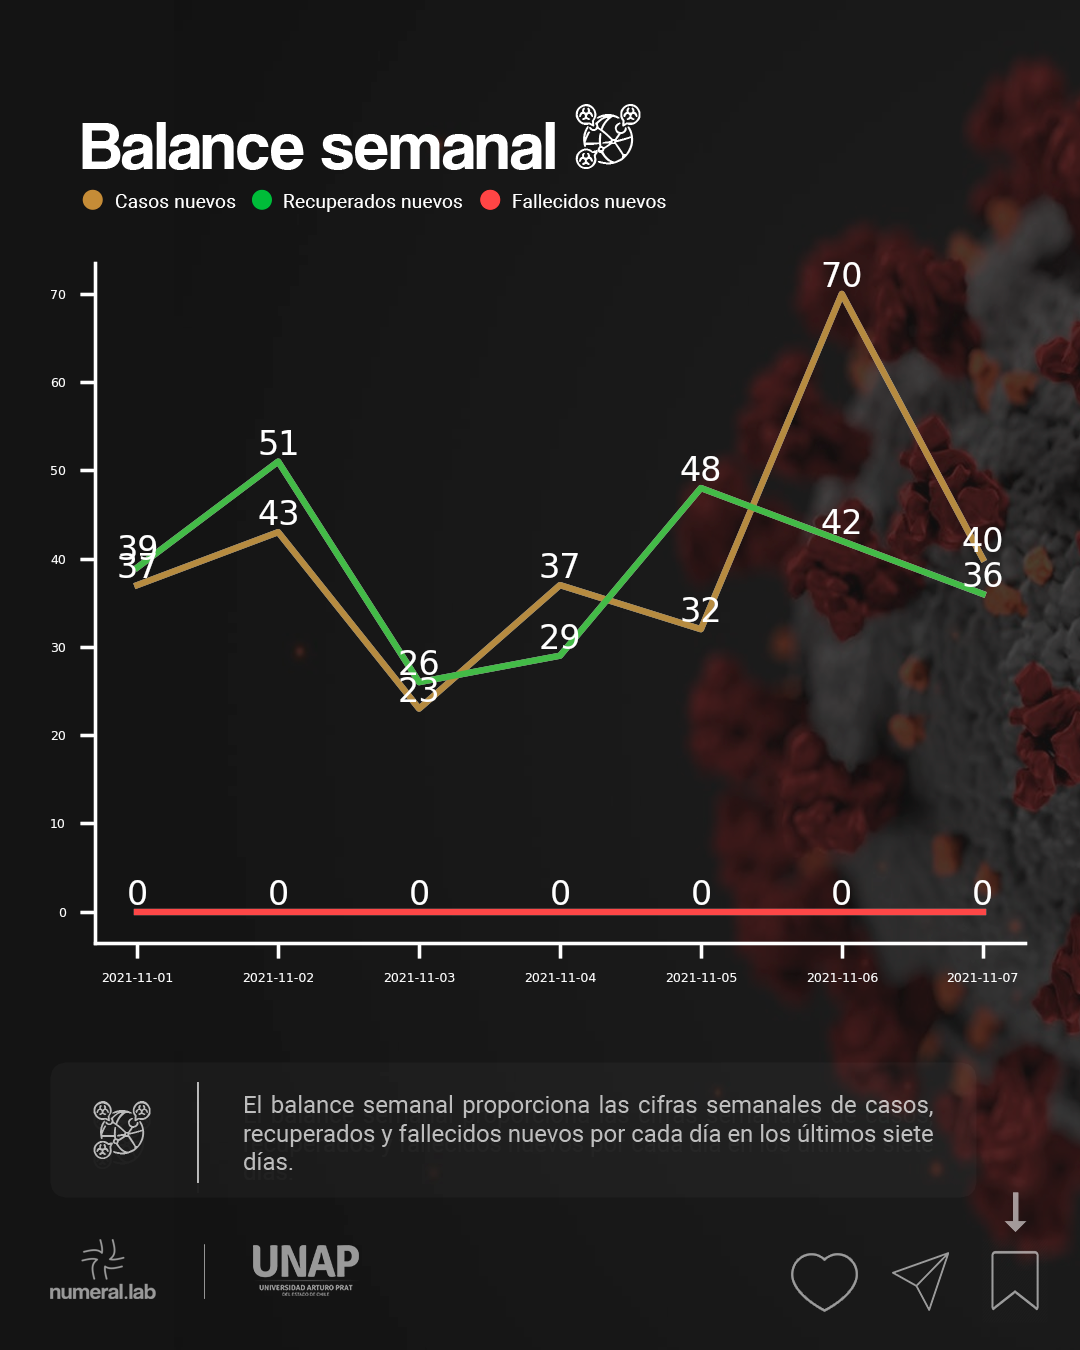 Balance semanal
Casos nuevos Recuperados nuevos Fallecidos nuevos
70
60
50
40
30
20
10
0
39
37
51
43
26
23
37
29
48
32
70
42
40
36
0 0 0 0 0 0 0
2021-11-01 2021-11-02 2021-11-03 2021-11-04 2021-11-05 2021-11-06 2021-11-07
El balance semanal proporciona las cifras semanales de casos,
recuperados y fallecidos nuevos por cada día en los últimos siete
días.
numeral.lab
UNAP
UNIVERSIDAD ARTURO PRAT
DEL ESTADO DE CHILE